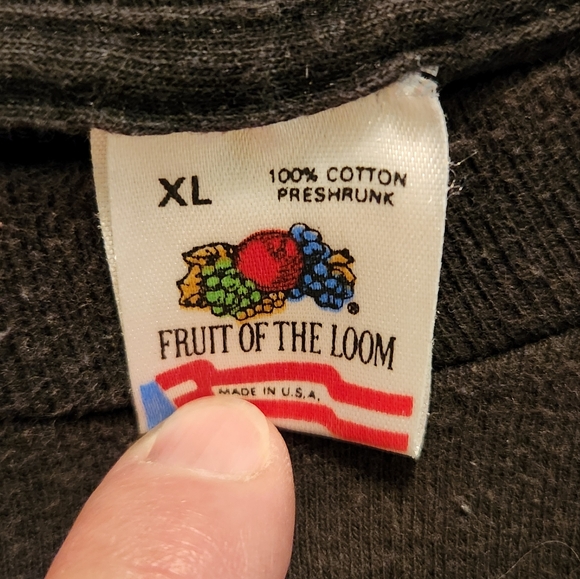 XL
100% COTTON
PRESHRUNK
®
FRUIT OF THE LOOM
MADE IN U.S.A.